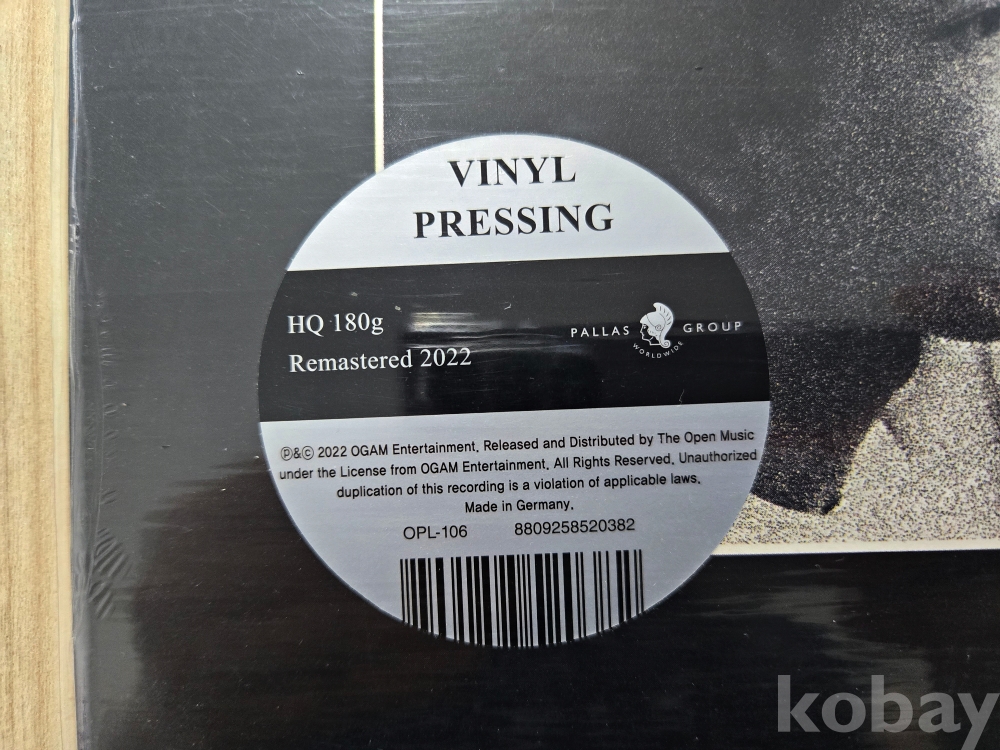 VINYL
PRESSING
HQ 180g
Remastered 2022
PALLAS GROUP
WORLDWIDE
℗&© 2022 OGAM Entertainment, Released and Distributed by The Open Music
under the License from OGAM Entertainment, All Rights Reserved, Unauthorized
duplication of this recording is a violation of applicable laws,
Made in Germany,
OPL-106 8809258520382
kobay